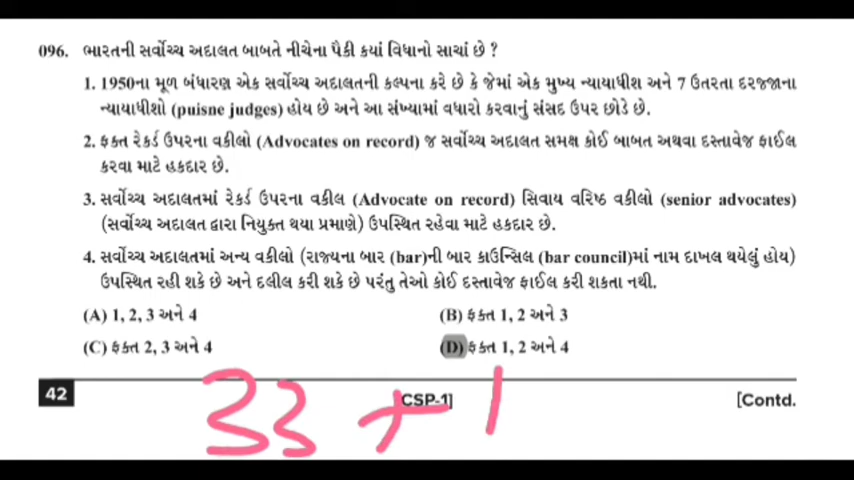 096. ભારતની સર્વોચ્ચ અદાલત બાબતે નીચેના પૈકી કયાં વિધાનો સાચાં છે ?
1. 1950ના મૂળ બંધારણ એક સર્વોચ્ચ અદાલતની કલ્પના કરે છે કે જેમાં એક મુખ્ય ન્યાયાધીશ અને 7 ઉતરતા દરજ્જાના
ન્યાયાધીશો (puisne judges) હોય છે અને આ સંખ્યામાં વધારો કરવાનું સંસદ ઉપર છોડે છે.
2. ફક્ત રેકર્ડ ઉપરના વકીલો (Advocates on record) જ સર્વોચ્ચ અદાલત સમક્ષ કોઈ બાબત અથવા દસ્તાવેજ ફાઈલ
કરવા માટે હકદાર છે.
3. સર્વોચ્ચ અદાલતમાં રેકર્ડ ઉપરના વકીલ (Advocate on record) સિવાય વરિષ્ઠ વકીલો (senior advocates)
(સર્વોચ્ચ અદાલત દ્વારા નિયુક્ત થયા પ્રમાણે) ઉપસ્થિત રહેવા માટે હકદાર છે.
4. સર્વોચ્ચ અદાલતમાં અન્ય વકીલો (રાજ્યના બાર (bar)ની બાર કાઉન્સિલ (bar council)માં નામ દાખલ થયેલું હોય)
ઉપસ્થિત રહી શકે છે અને દલીલ કરી શકે છે પરંતુ તેઓ કોઈ દસ્તાવેજ ફાઈલ કરી શકતા નથી.
(A) 1, 2, 3 અને 4 (B) ફક્ત 1, 2 અને 3
(C) ફક્ત 2, 3 અને 4 (D) ફક્ત 1, 2 અને 4
42 CSP-1] [Contd.
33 + 1